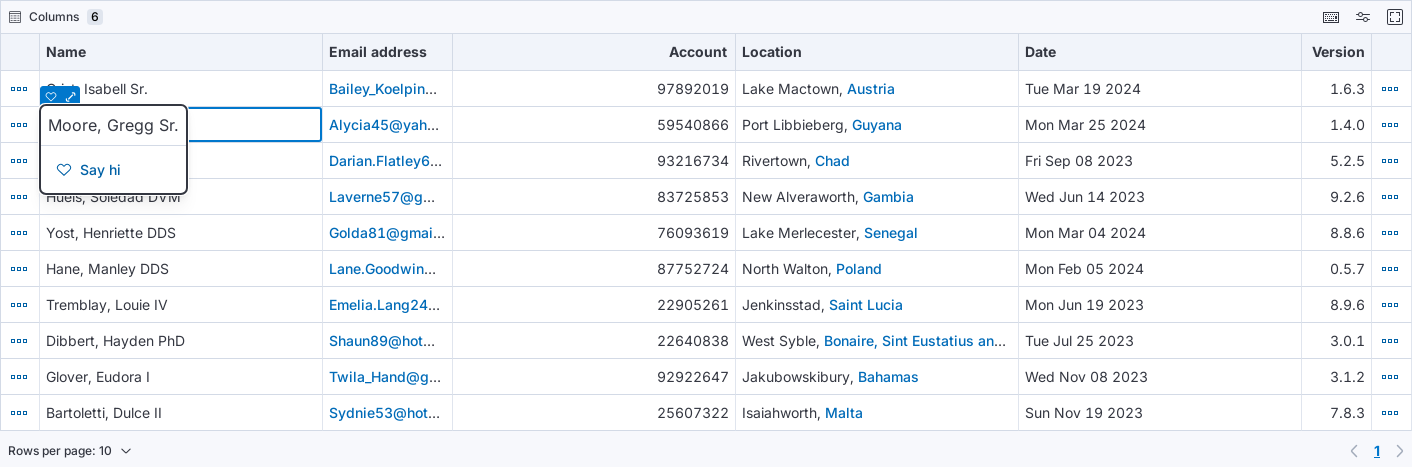 Columns 6
Name Email address Account Location Date Version
Isabell Sr. Bailey_Koelpin... 97892019 Lake Mactown, Austria Tue Mar 19 2024 1.6.3
Moore, Gregg Sr. Alycia45@yah... 59540866 Port Libbieberg, Guyana Mon Mar 25 2024 1.4.0
Darian.Flatley6... 93216734 Rivertown, Chad Fri Sep 08 2023 5.2.5
Say hi
Huels, Soledad DVM Laverne57@g... 83725853 New Alveraworth, Gambia Wed Jun 14 2023 9.2.6
Yost, Henriette DDS Golda81@gmai... 76093619 Lake Merlecester, Senegal Mon Mar 04 2024 8.8.6
Hane, Manley DDS Lane.Goodwin... 87752724 North Walton, Poland Mon Feb 05 2024 0.5.7
Tremblay, Louie IV Emelia.Lang24... 22905261 Jenkinsstad, Saint Lucia Mon Jun 19 2023 8.9.6
Dibbert, Hayden PhD Shaun89@hot... 22640838 West Syble, Bonaire, Sint Eustatius an... Tue Jul 25 2023 3.0.1
Glover, Eudora I Twila_Hand@g... 92922647 Jakubowskibury, Bahamas Wed Nov 08 2023 3.1.2
Bartoletti, Dulce II Sydnie53@hot... 25607322 Isaiahworth, Malta Sun Nov 19 2023 7.8.3
Rows per page: 10 1